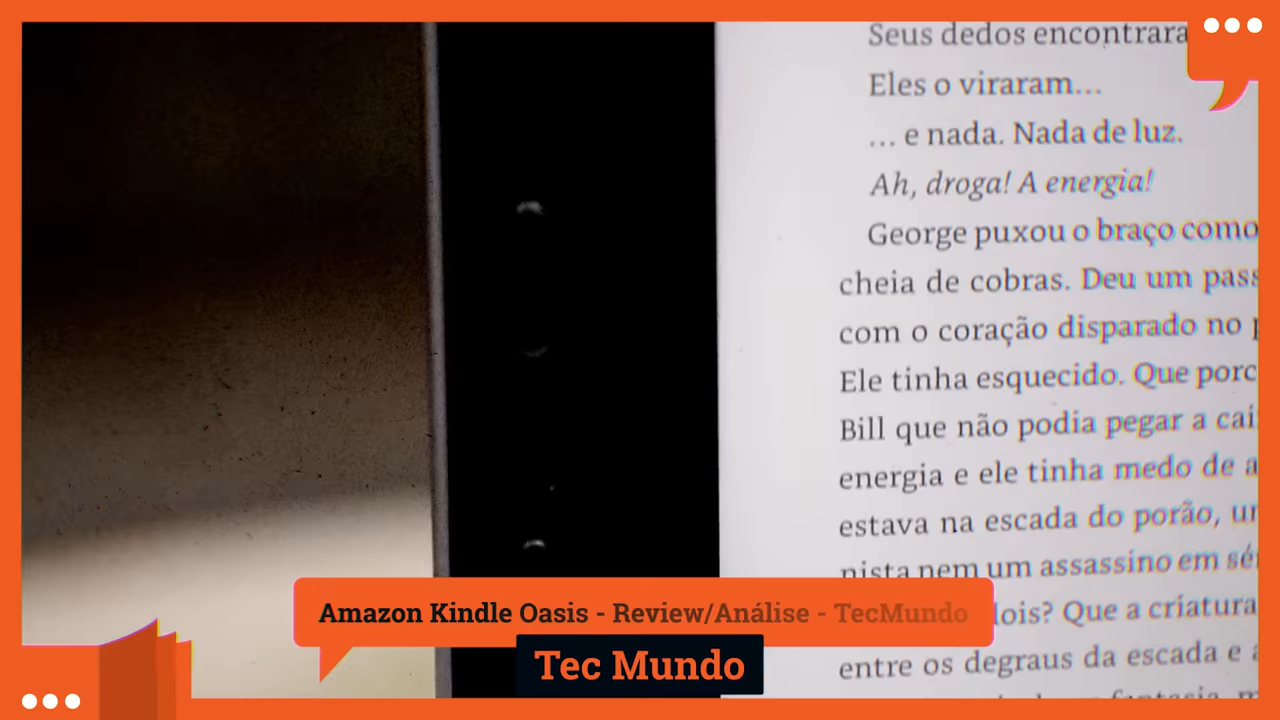 Seus dedos encontrara
Eles o viraram...
... e nada. Nada de luz.
Ah, droga! A energia!
George puxou o braço como
cheia de cobras. Deu um pass
com o coração disparado no
Ele tinha esquecido. Que porc
Bill que não podia pegar a cai
energia e ele tinha medo de a
estava na escada do porão, ur
nista nem um assassino em sé
dois? Que a criatura
entre os degraus da escada e a
Amazon Kindle Oasis - Review/Análise - TecMundo
Tec Mundo